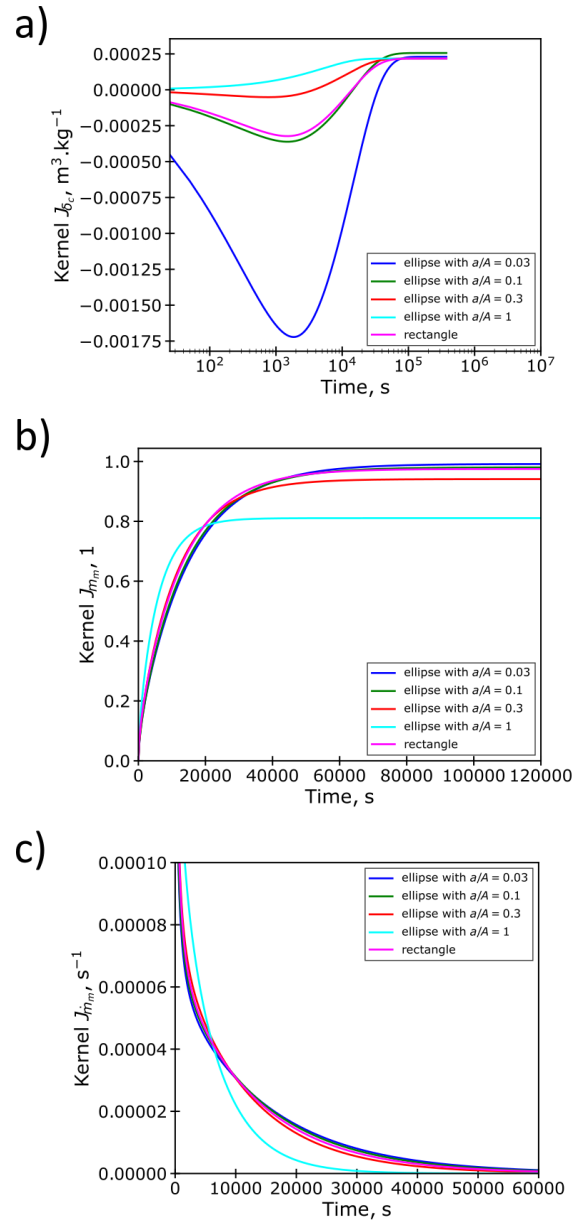 a)
0.00025
0.00000
−0.00025
−0.00050
−0.00075
−0.00100
−0.00125
−0.00150
−0.00175
Kernel 𝒥δc, m³.kg⁻¹
ellipse with a/A = 0.03
ellipse with a/A = 0.1
ellipse with a/A = 0.3
ellipse with a/A = 1
rectangle
10² 10³ 10⁴ 10⁵ 10⁶ 10⁷
Time, s
b)
1.0
0.8
0.6
0.4
0.2
0.0
Kernel 𝒥mm, 1
ellipse with a/A = 0.03
ellipse with a/A = 0.1
ellipse with a/A = 0.3
ellipse with a/A = 1
rectangle
0 20000 40000 60000 80000 100000 120000
Time, s
c)
0.00010
0.00008
0.00006
0.00004
0.00002
0.00000
Kernel 𝒥ṁm, s⁻¹
ellipse with a/A = 0.03
ellipse with a/A = 0.1
ellipse with a/A = 0.3
ellipse with a/A = 1
rectangle
0 10000 20000 30000 40000 50000 60000
Time, s